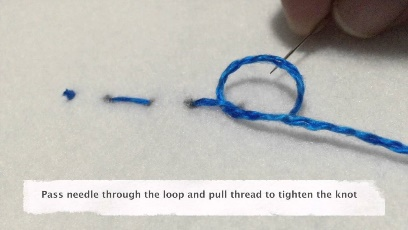 Pass needle through the loop and pull thread to tighten the knot